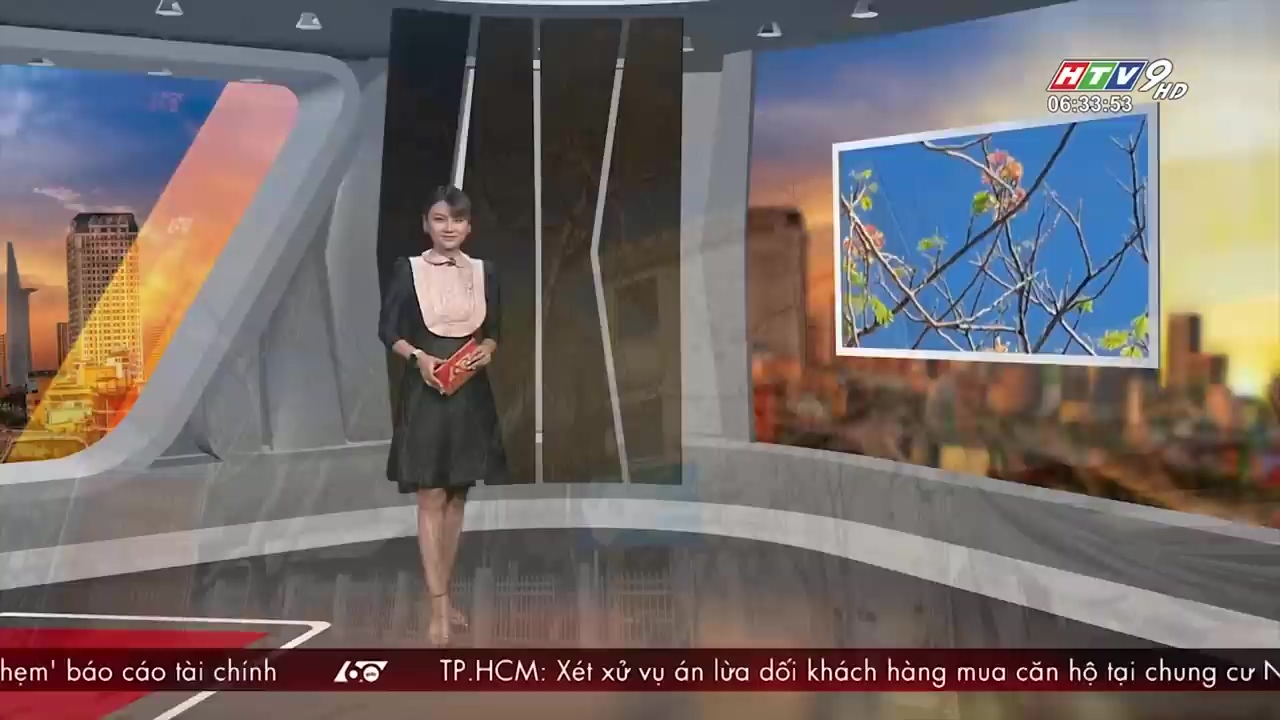 HTV9 HD
06:33:53
hẹm' báo cáo tài chính
60
TP.HCM: Xét xử vụ án lừa dối khách hàng mua căn hộ tại chung cư N